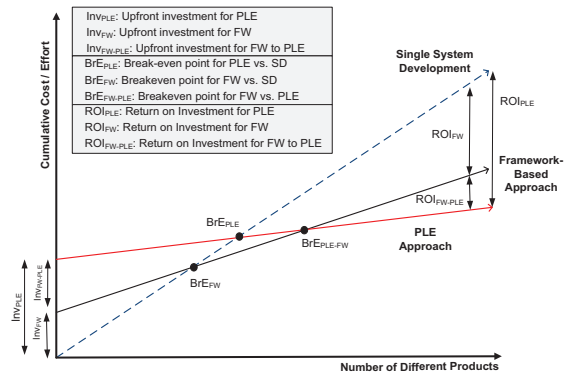 Inv_PLE: Upfront investment for PLE
Inv_FW: Upfront investment for FW
Inv_FW-PLE: Upfront investment for FW to PLE
BrE_PLE: Break-even point for PLE vs. SD
BrE_FW: Breakeven point for FW vs. SD
BrE_FW-PLE: Breakeven point for FW vs. PLE
ROI_PLE: Return on Investment for PLE
ROI_FW: Return on Investment for FW
ROI_FW-PLE: Return on Investment for FW to PLE
Cumulative Cost / Effort
Single System
Development
ROI_PLE
ROI_FW
Framework-
Based
Approach
ROI_FW-PLE
PLE
Approach
BrE_PLE
BrE_PLE-FW
BrE_FW
Inv_PLE
Inv_FW-PLE
Inv_FW
Number of Different Products